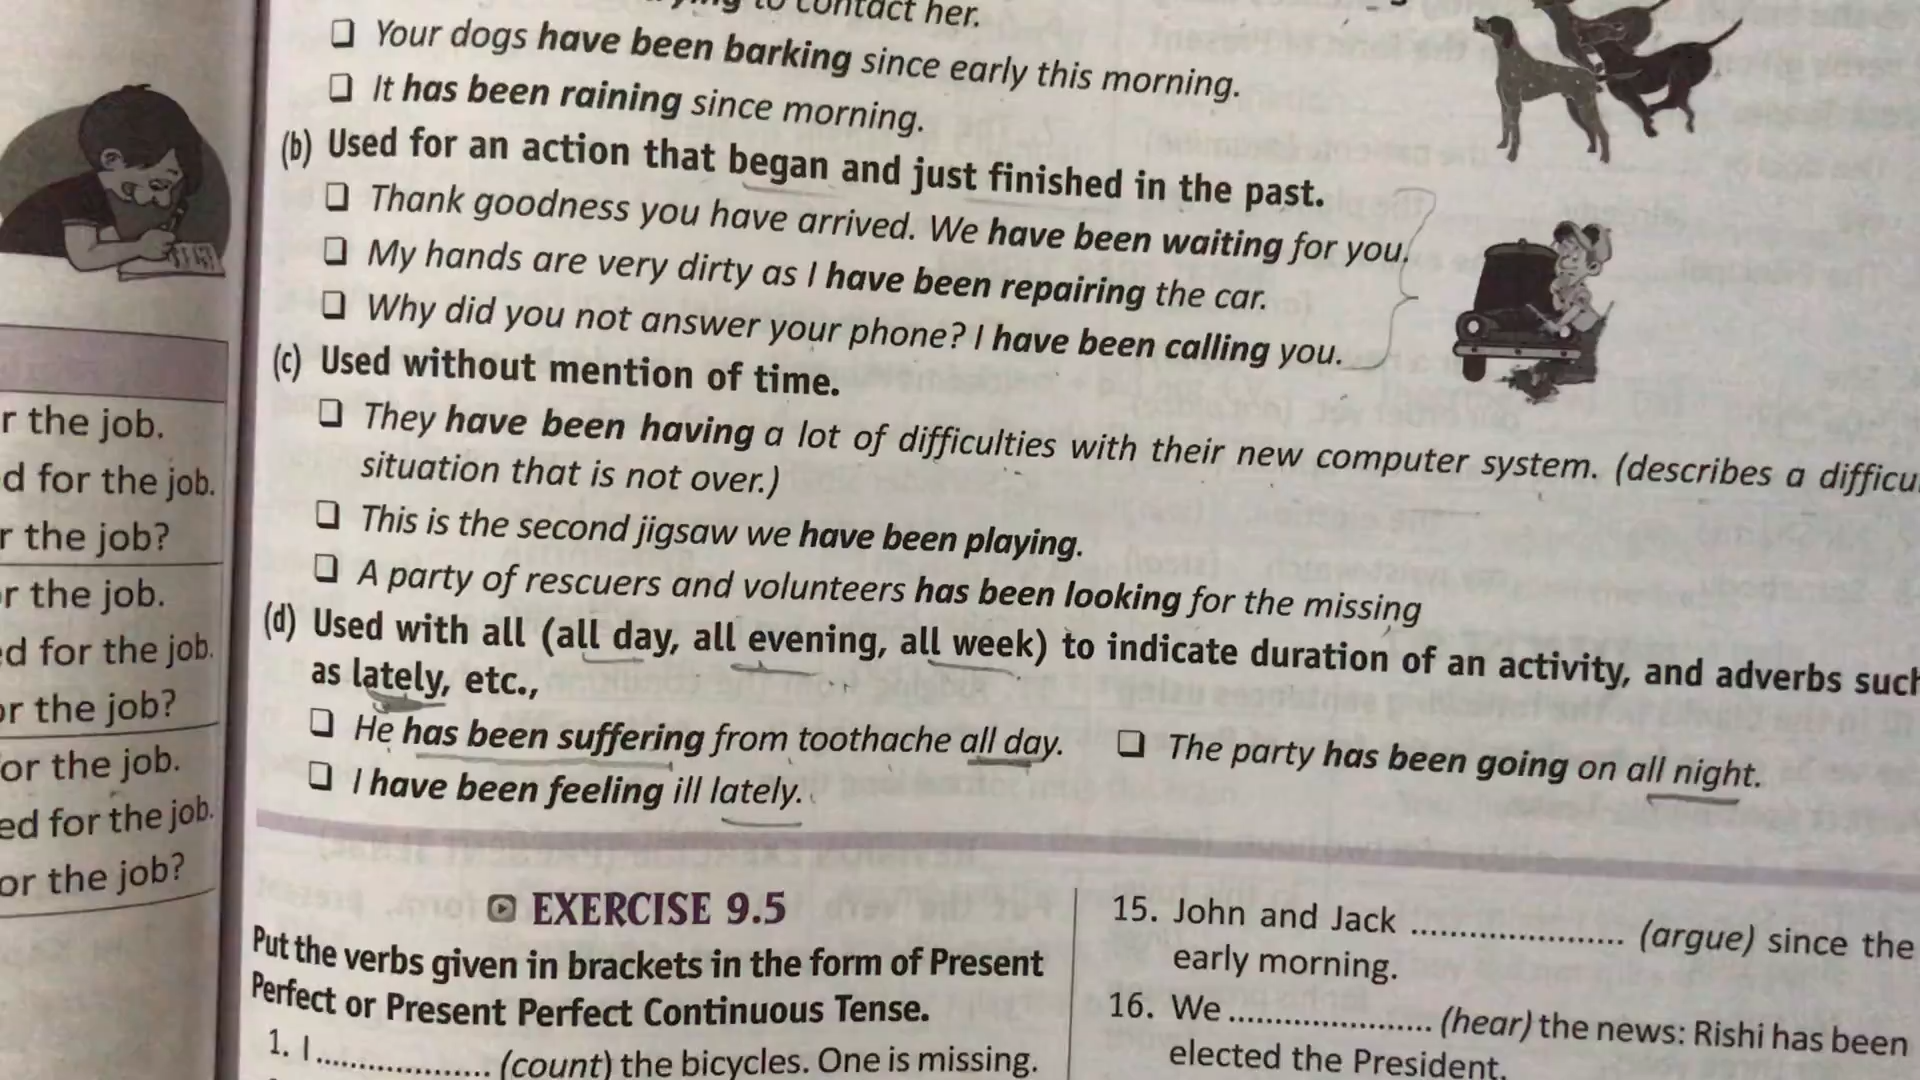 to contact her.
❑ Your dogs have been barking since early this morning.
❑ It has been raining since morning.
(b) Used for an action that began and just finished in the past.
❑ Thank goodness you have arrived. We have been waiting for you.
❑ My hands are very dirty as I have been repairing the car.
❑ Why did you not answer your phone? I have been calling you.
(c) Used without mention of time.
❑ They have been having a lot of difficulties with their new computer system. (describes a
situation that is not over.)
❑ This is the second jigsaw we have been playing.
❑ A party of rescuers and volunteers has been looking for the missing
(d) Used with all (all day, all evening, all week) to indicate duration of an activity, and adverbs such
as lately, etc.,
❑ He has been suffering from toothache all day. ❑ The party has been going on all night.
❑ I have been feeling ill lately.
r the job.
d for the job.
r the job?
or the job.
ed for the job.
or the job?
or the job.
ed for the job.
or the job?
EXERCISE 9.5
Put the verbs given in brackets in the form of Present
Perfect or Present Perfect Continuous Tense.
1. I .................... (count) the bicycles. One is missing.
15. John and Jack ........................ (argue) since the
early morning.
16. We ....................... (hear) the news: Rishi has been
elected the President.